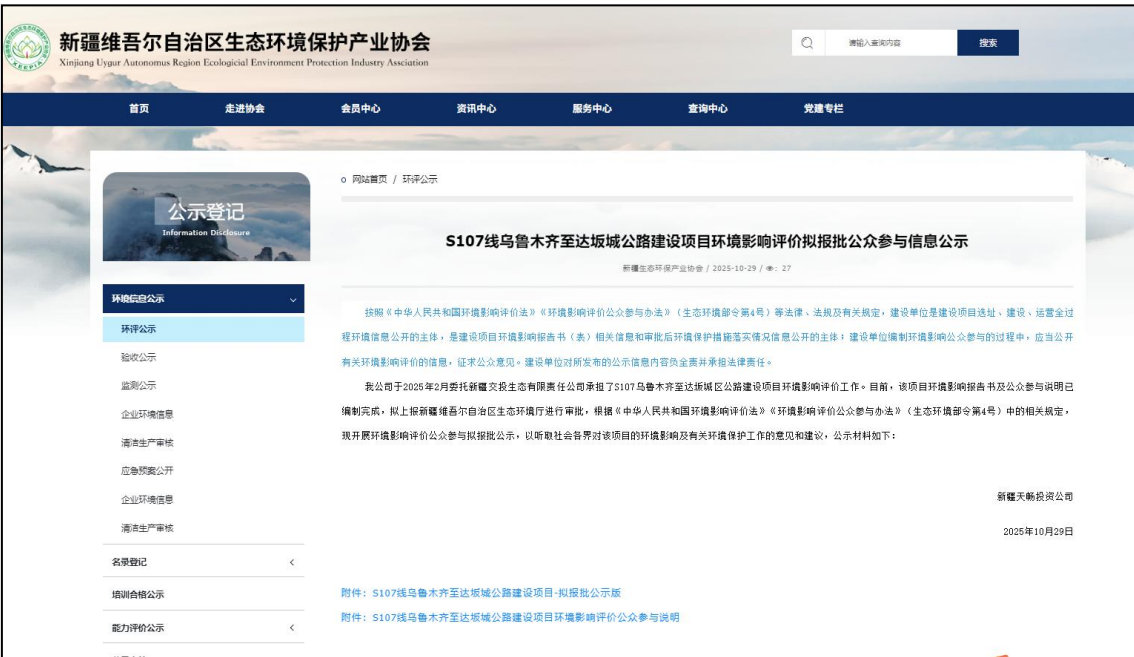 新疆维吾尔自治区生态环境保护产业协会
Xinjiang Uygur Autonomus Region Ecologicial Environment Protection Industry Assciation
请输入查询内容
搜索
首页
走进协会
会员中心
资讯中心
服务中心
查询中心
党建专栏
公示登记
Information Disclosure
网站首页 / 环评公示
S107线乌鲁木齐至达坂城公路建设项目环境影响评价拟报批公众参与信息公示
新疆生态环保产业协会 / 2025-10-29 / : 27
环境信息公示
环评公示
验收公示
监测公示
企业环境信息
清洁生产审核
应急预案公开
企业环境信息
清洁生产审核
名录登记
培训合格公示
能力评价公示
按照《中华人民共和国环境影响评价法》《环境影响评价公众参与办法》(生态环境部令第4号)等法律、法规及有关规定,建设单位是建设项目选址、建设、运营全过
程环境信息公开的主体,是建设项目环境影响报告书(表)相关信息和审批后环境保护措施落实情况信息公开的主体;建设单位编制环境影响公众参与的过程中,应当公开
有关环境影响评价的信息,征求公众意见。建设单位对所发布的公示信息内容负全责并承担法律责任。
我公司于2025年2月委托新疆交投生态有限责任公司承担了S107乌鲁木齐至达坂城区公路建设项目环境影响评价工作。目前,该项目环境影响报告书及公众参与说明已
编制完成,拟上报新疆维吾尔自治区生态环境厅进行审批,根据《中华人民共和国环境影响评价法》《环境影响评价公众参与办法》(生态环境部令第4号)中的相关规定,
现开展环境影响评价公众参与拟报批公示,以听取社会各界对该项目的环境影响及有关环境保护工作的意见和建议,公示材料如下:
新疆天畅投资公司
2025年10月29日
附件: S107线乌鲁木齐至达坂城公路建设项目-拟报批公示版
附件: S107线乌鲁木齐至达坂城公路建设项目环境影响评价公众参与说明